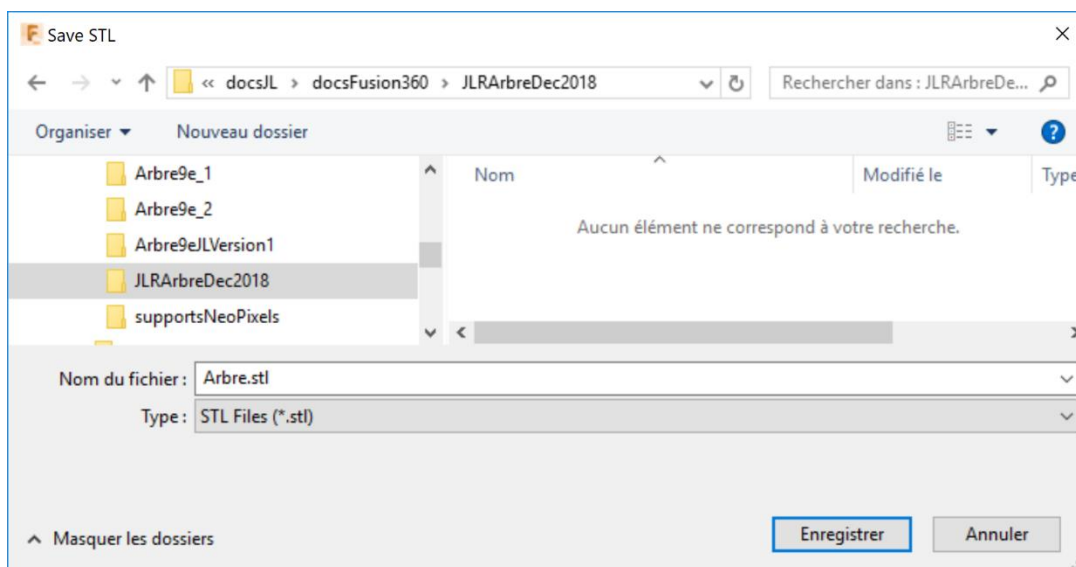 Save STL
« docsJL > docsFusion360 > JLRArbreDec2018
Rechercher dans : JLRArbreDe...
Organiser Nouveau dossier
Arbre9e_1
Arbre9e_2
Arbre9eJLVersion1
JLRArbreDec2018
supportsNeoPixels
Nom Modifié le Type
Aucun élément ne correspond à votre recherche.
Nom du fichier : Arbre.stl
Type : STL Files (*.stl)
Masquer les dossiers Enregistrer Annuler